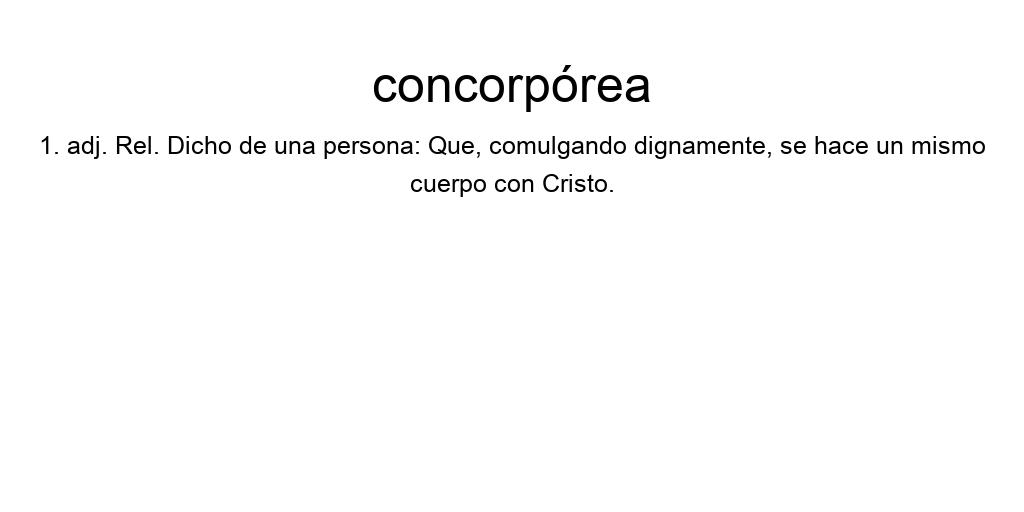 concorpórea
1. adj. Rel. Dicho de una persona: Que, comulgando dignamente, se hace un mismo
cuerpo con Cristo.